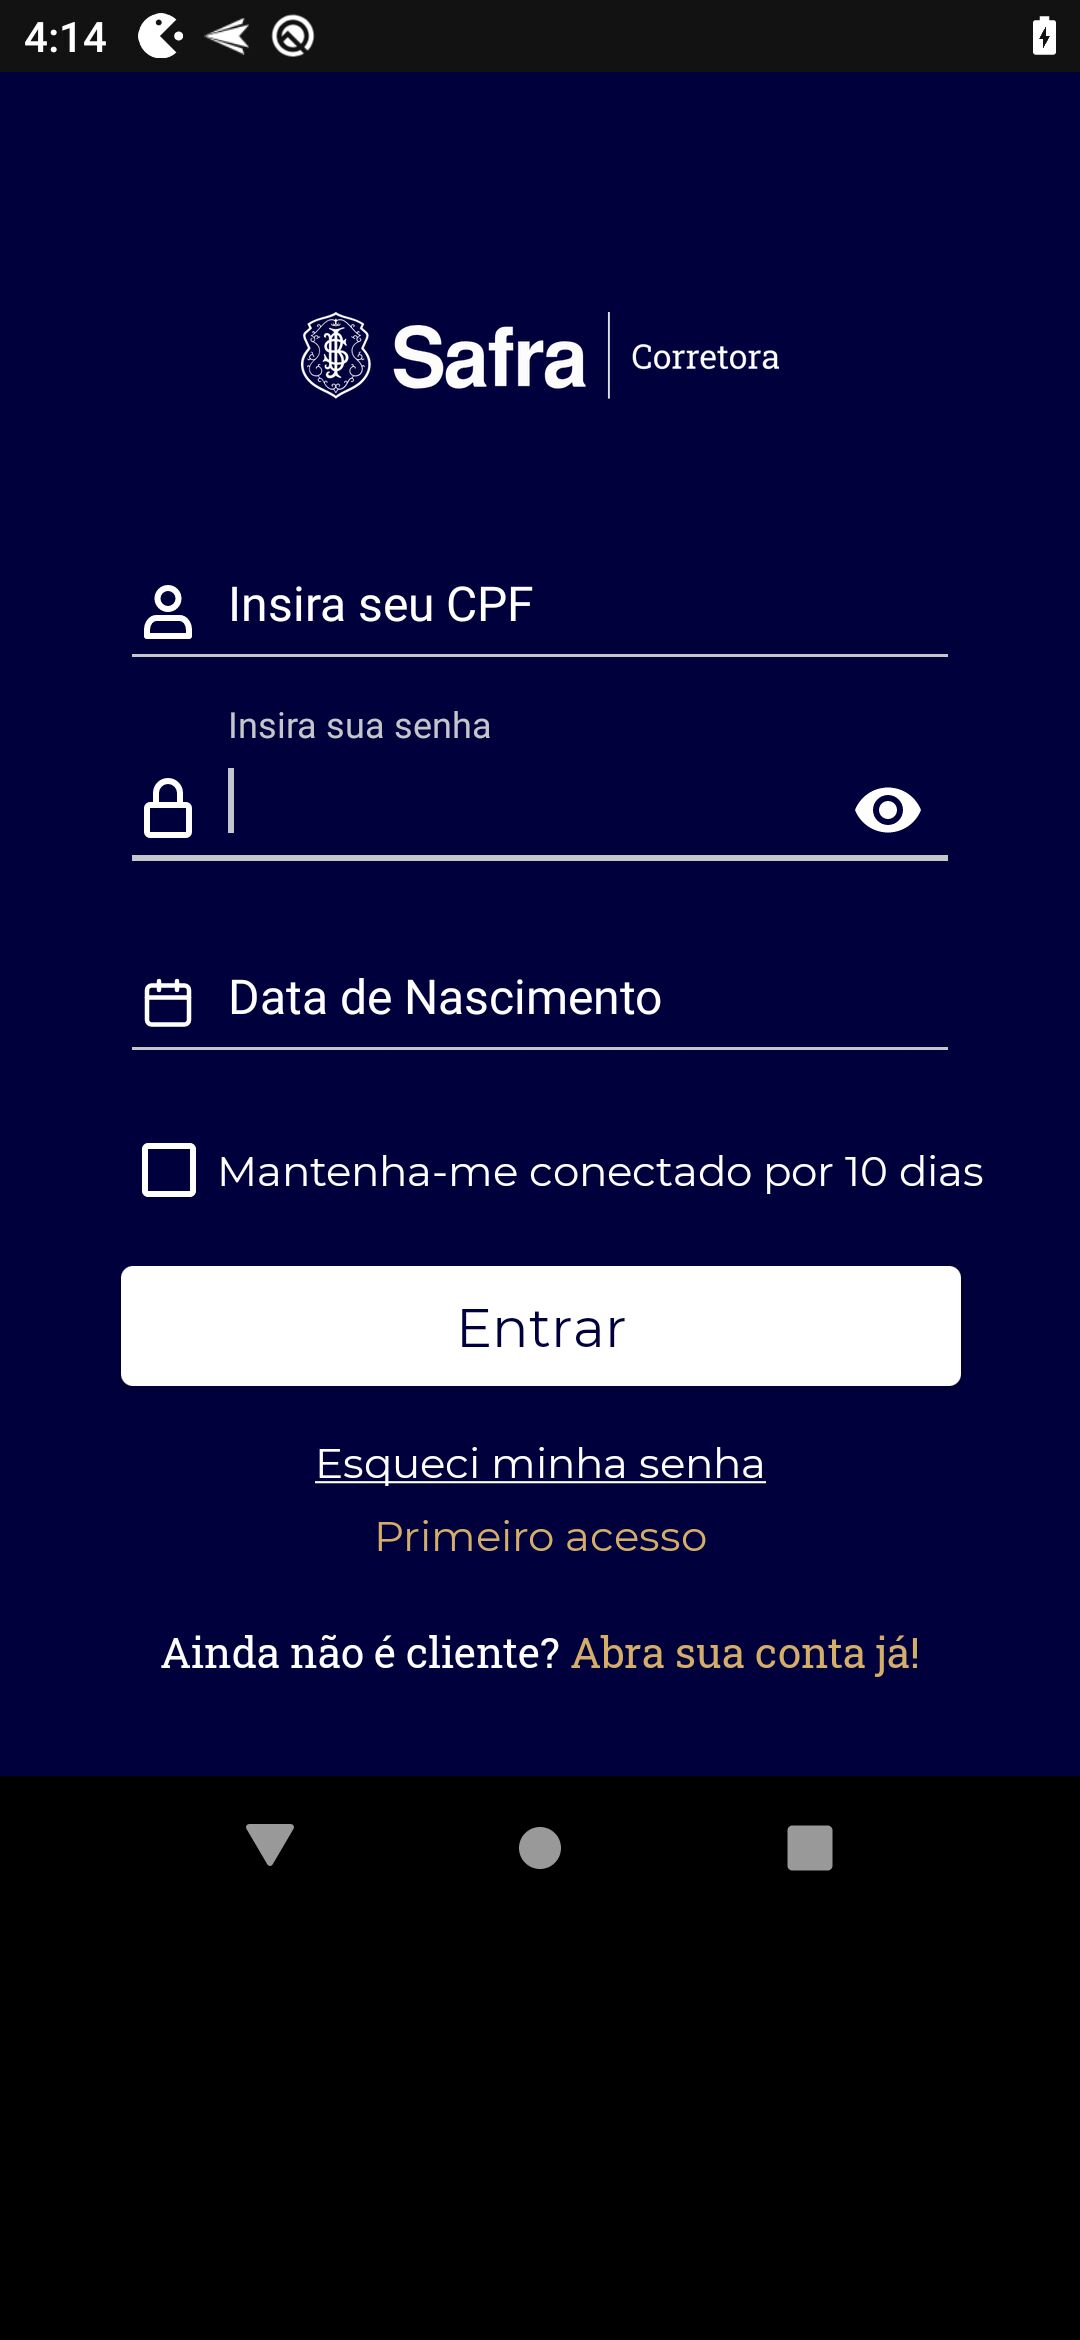 4:14
Safra Corretora
Insira seu CPF
Insira sua senha
Data de Nascimento
Mantenha-me conectado por 10 dias
Entrar
Esqueci minha senha
Primeiro acesso
Ainda não é cliente? Abra sua conta já!